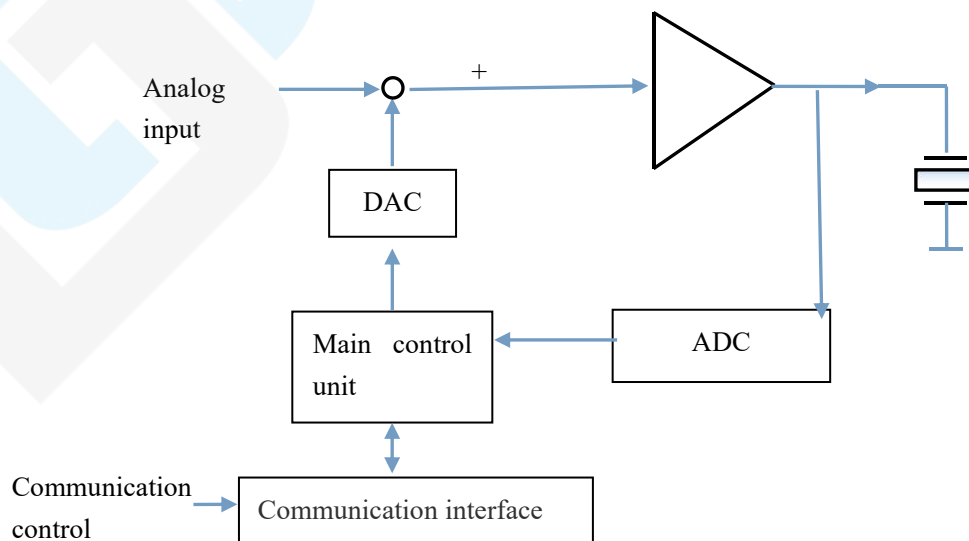 Analog
input
+
DAC
Main control
unit
ADC
Communication
control
Communication interface